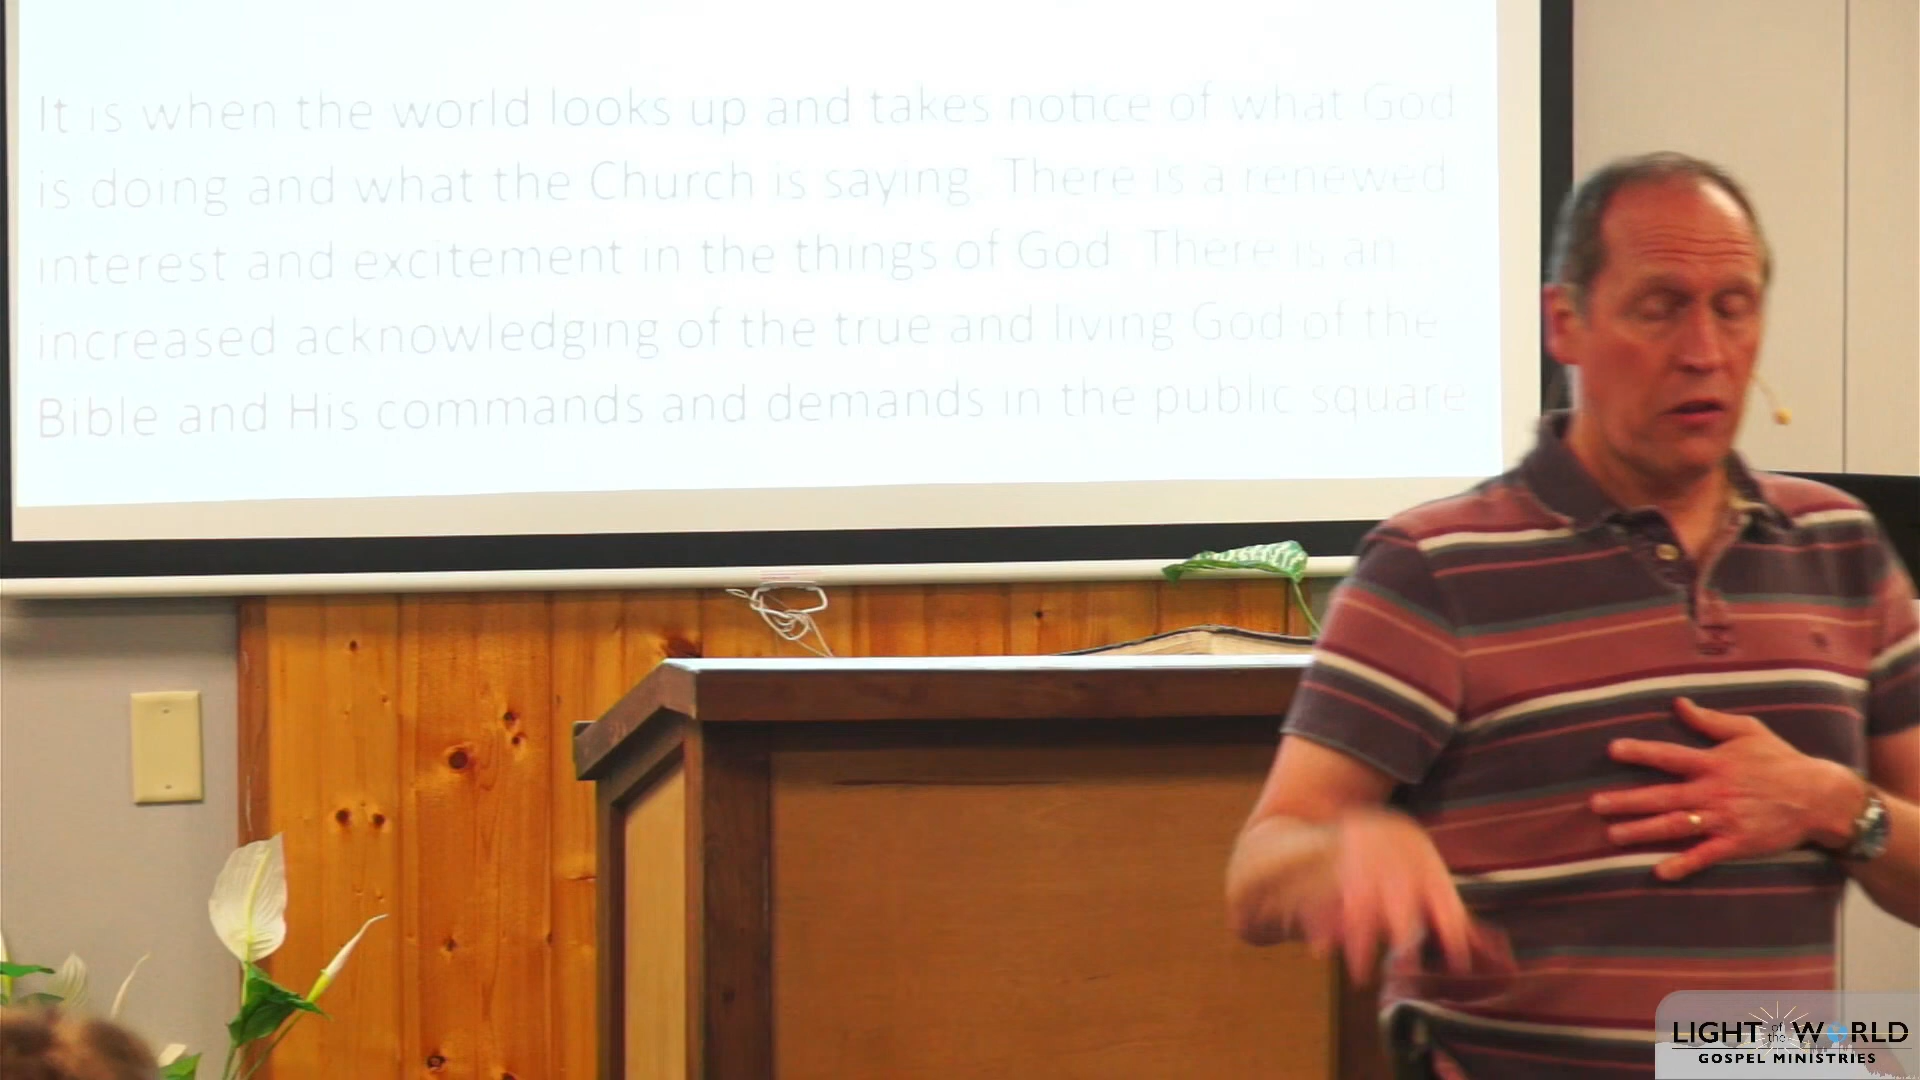 It is when the world looks up and takes notice of what God
is doing and what the Church is saying. There is a renewed
interest and excitement in the things of God. There is an
increased acknowledging of the true and living God of the
Bible and His commands and demands in the public square
LIGHT of the WORLD
GOSPEL MINISTRIES